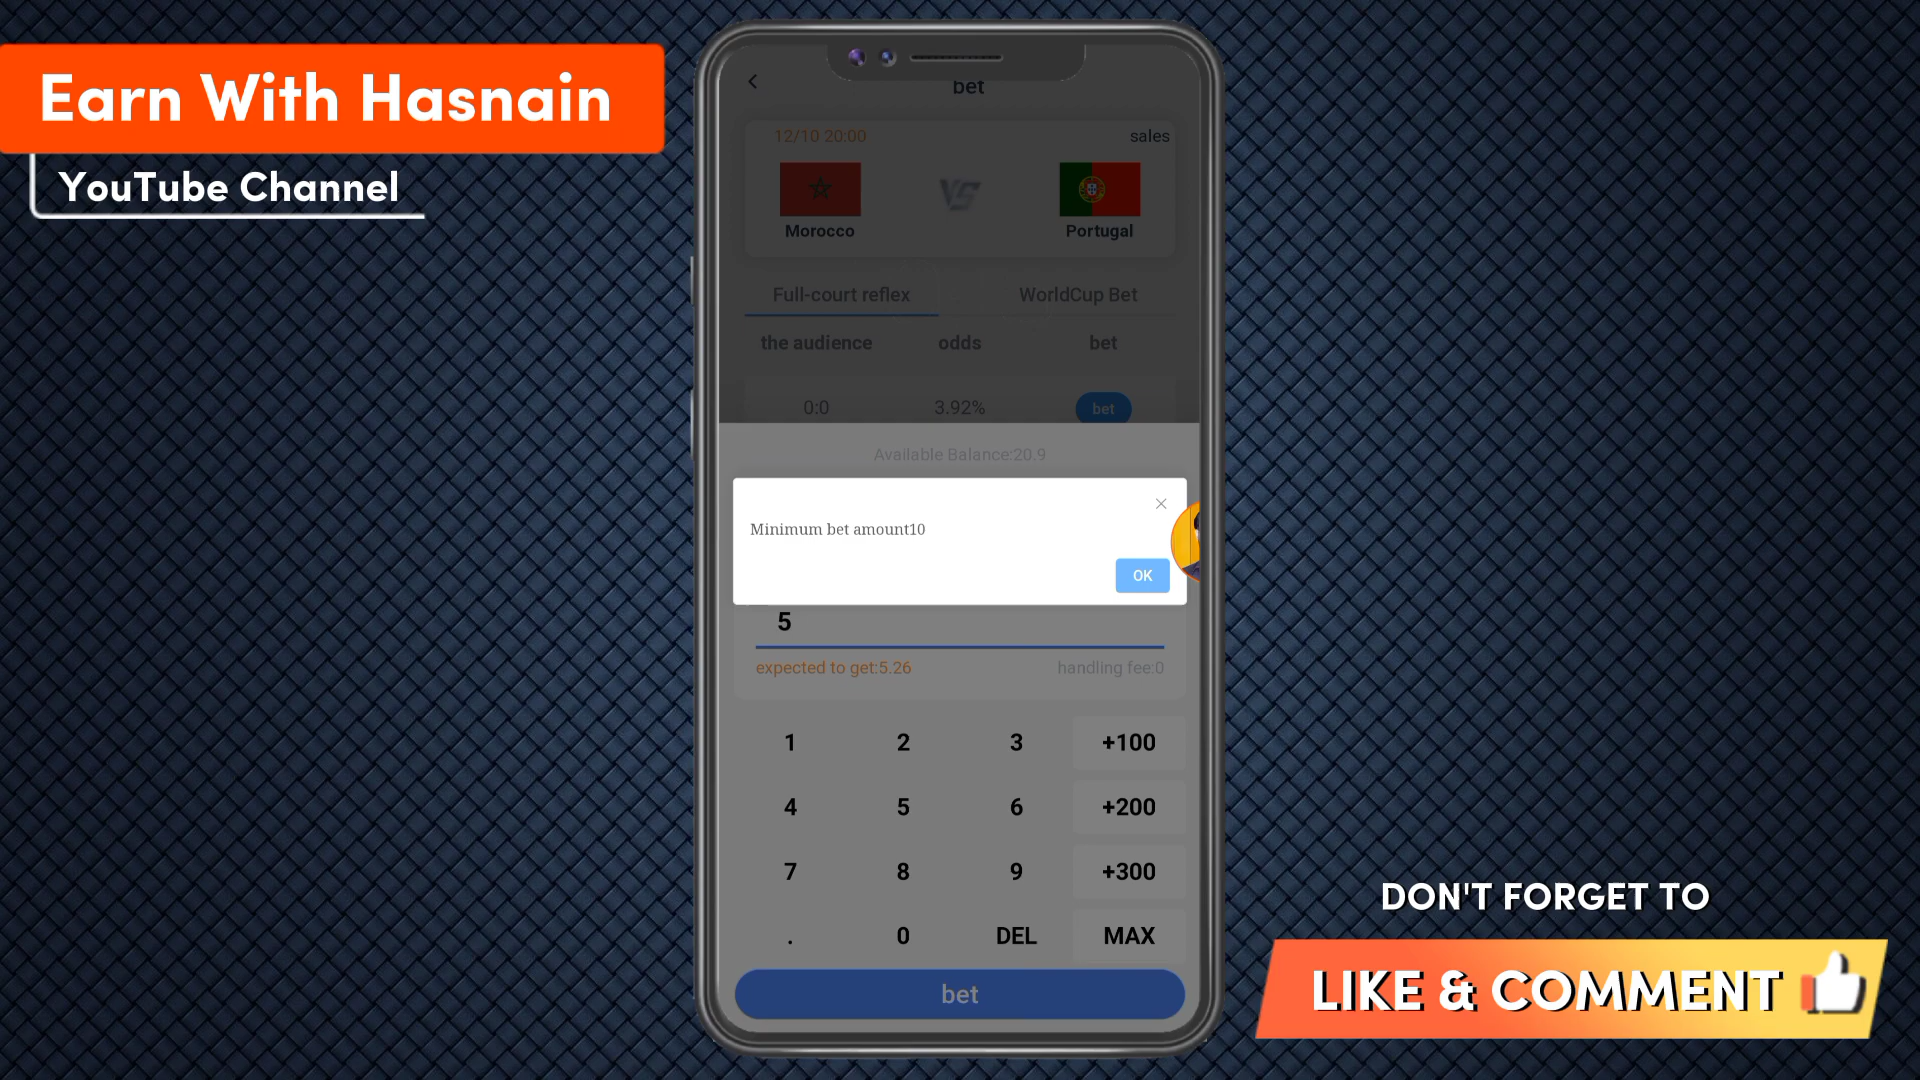 Earn With Hasnain
YouTube Channel
bet
12/10 20:00
sales
VS
Morocco
Portugal
Full-court reflex
WorldCup Bet
the audience
odds
bet
0:0
3.92%
bet
Available Balance:20.9
Minimum bet amount10
OK
5
expected to get:5.26
handling fee:0
1
2
3
+100
4
5
6
+200
7
8
9
+300
.
0
DEL
MAX
bet
DON'T FORGET TO
LIKE & COMMENT